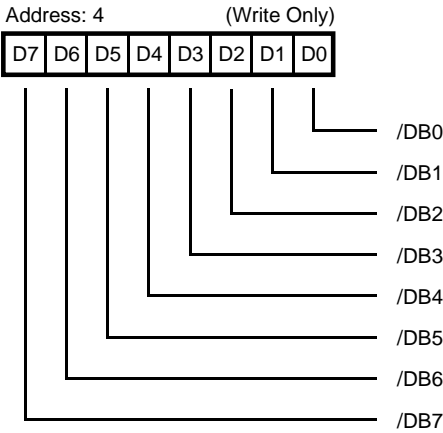 Address: 4 (Write Only)
D7 D6 D5 D4 D3 D2 D1 D0
/DB0
/DB1
/DB2
/DB3
/DB4
/DB5
/DB6
/DB7